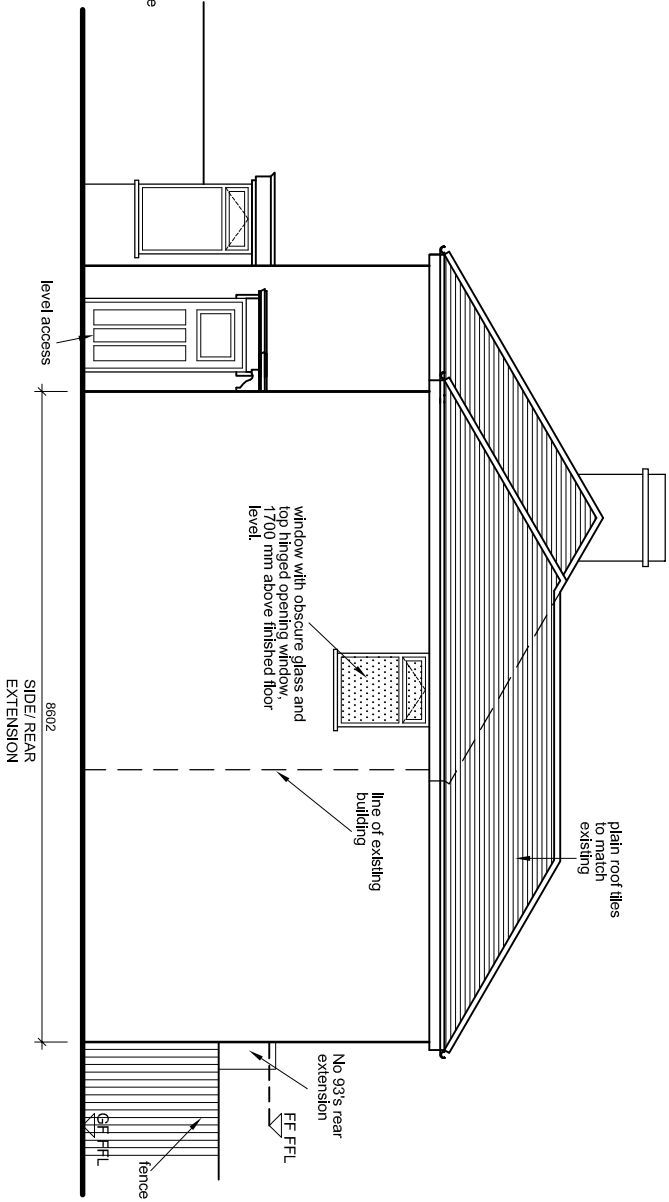 e
plain roof tiles
to match
existing
window with obscure glass and
top hinged opening window,
1700 mm above finished floor
level.
line of existing
building
level access
No 93's rear
extension
FF FFL
GF FFL
fence
8602
SIDE/ REAR
EXTENSION